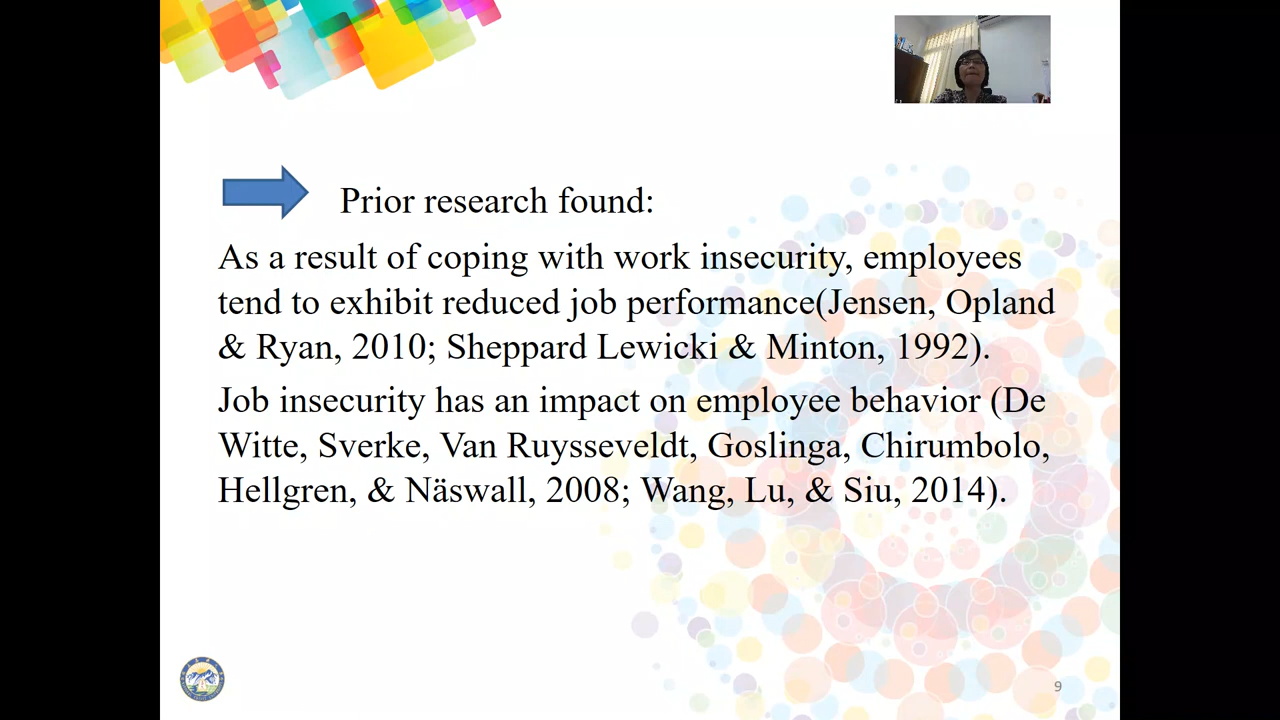 Prior research found:
As a result of coping with work insecurity, employees
tend to exhibit reduced job performance(Jensen, Opland
& Ryan, 2010; Sheppard Lewicki & Minton, 1992).
Job insecurity has an impact on employee behavior (De
Witte, Sverke, Van Ruysseveldt, Goslinga, Chirumbolo,
Hellgren, & Näswall, 2008; Wang, Lu, & Siu, 2014).
9